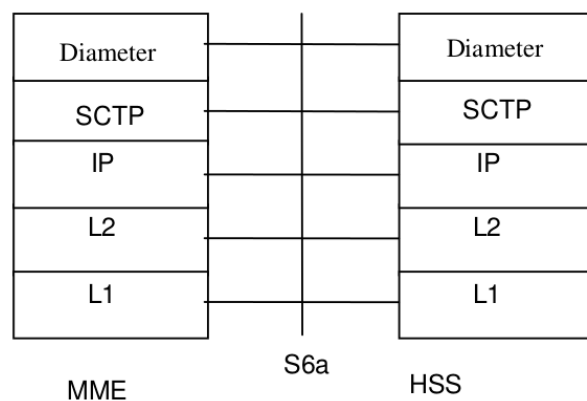 Diameter
Diameter
SCTP
SCTP
IP
IP
L2
L2
L1
L1
S6a
MME
HSS